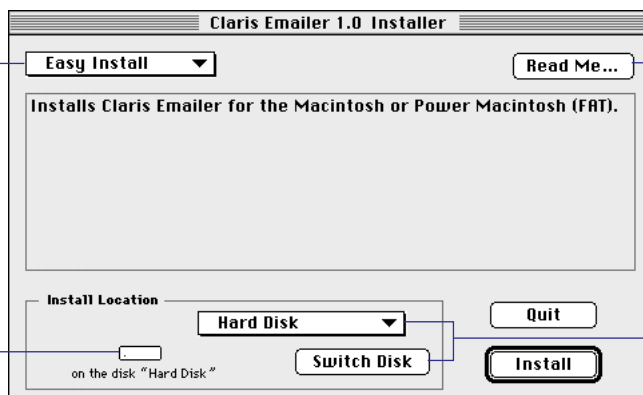 Claris Emailer 1.0 Installer
Easy Install
Read Me...
Installs Claris Emailer for the Macintosh or Power Macintosh (FAT).
Install Location
Hard Disk
Quit
Switch Disk
Install
on the disk “Hard Disk”